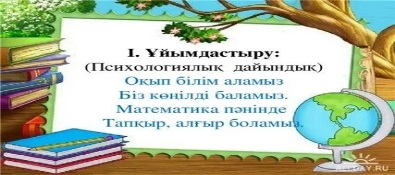 І. Ұйымдастыру:
(Психологиялық дайындық)
Оқып білім аламыз
Біз көңілді баламыз.
Математика пәнінде
Тапқыр, алғыр боламыз.